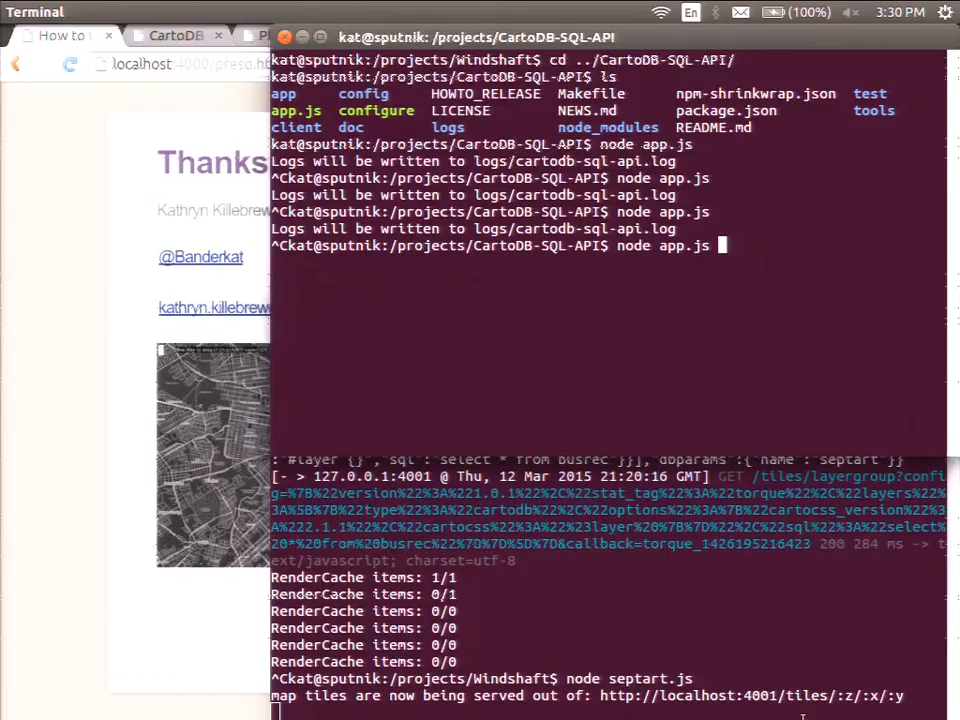 Terminal
En
(100%)
3:30 PM
How to
CartoDB
localhost:4000/preso.h
Thanks
Kathryn Killebrew
@Banderkat
kathryn.killebrew
kat@sputnik: /projects/CartoDB-SQL-API
kat@sputnik:/projects/Windshaft$ cd ../CartoDB-SQL-API/
kat@sputnik:/projects/CartoDB-SQL-API$ ls
app config HOWTO_RELEASE Makefile npm-shrinkwrap.json test
app.js configure LICENSE NEWS.md package.json tools
client doc logs node_modules README.md
kat@sputnik:/projects/CartoDB-SQL-API$ node app.js
Logs will be written to logs/cartodb-sql-api.log
^Ckat@sputnik:/projects/CartoDB-SQL-API$ node app.js
Logs will be written to logs/cartodb-sql-api.log
^Ckat@sputnik:/projects/CartoDB-SQL-API$ node app.js
Logs will be written to logs/cartodb-sql-api.log
^Ckat@sputnik:/projects/CartoDB-SQL-API$ node app.js
:"#layer {}","sql":"select * from busrec"}}], dbparams :{"name":"septart"}}
[- > 127.0.0.1:4001 @ Thu, 12 Mar 2015 21:20:16 GMT] GET /tiles/layergroup?confi
g=%7B%22version%22%3A%221.0.1%22%2C%22stat_tag%22%3A%22torque%22%2C%22layers%22%
3A%5B%7B%22type%22%3A%22cartodb%22%2C%22options%22%3A%7B%22cartocss_version%22%3
A%222.1.1%22%2C%22cartocss%22%3A%22%23layer%20%7B%7D%22%2C%22sql%22%3A%22select%
20*%20from%20busrec%22%7D%7D%5D%7D&callback=torque_1426195216423 200 284 ms -> t
ext/javascript; charset=utf-8
RenderCache items: 1/1
RenderCache items: 0/1
RenderCache items: 0/0
RenderCache items: 0/0
RenderCache items: 0/0
RenderCache items: 0/0
^Ckat@sputnik:/projects/Windshaft$ node septart.js
map tiles are now being served out of: http://localhost:4001/tiles/:z/:x/:y